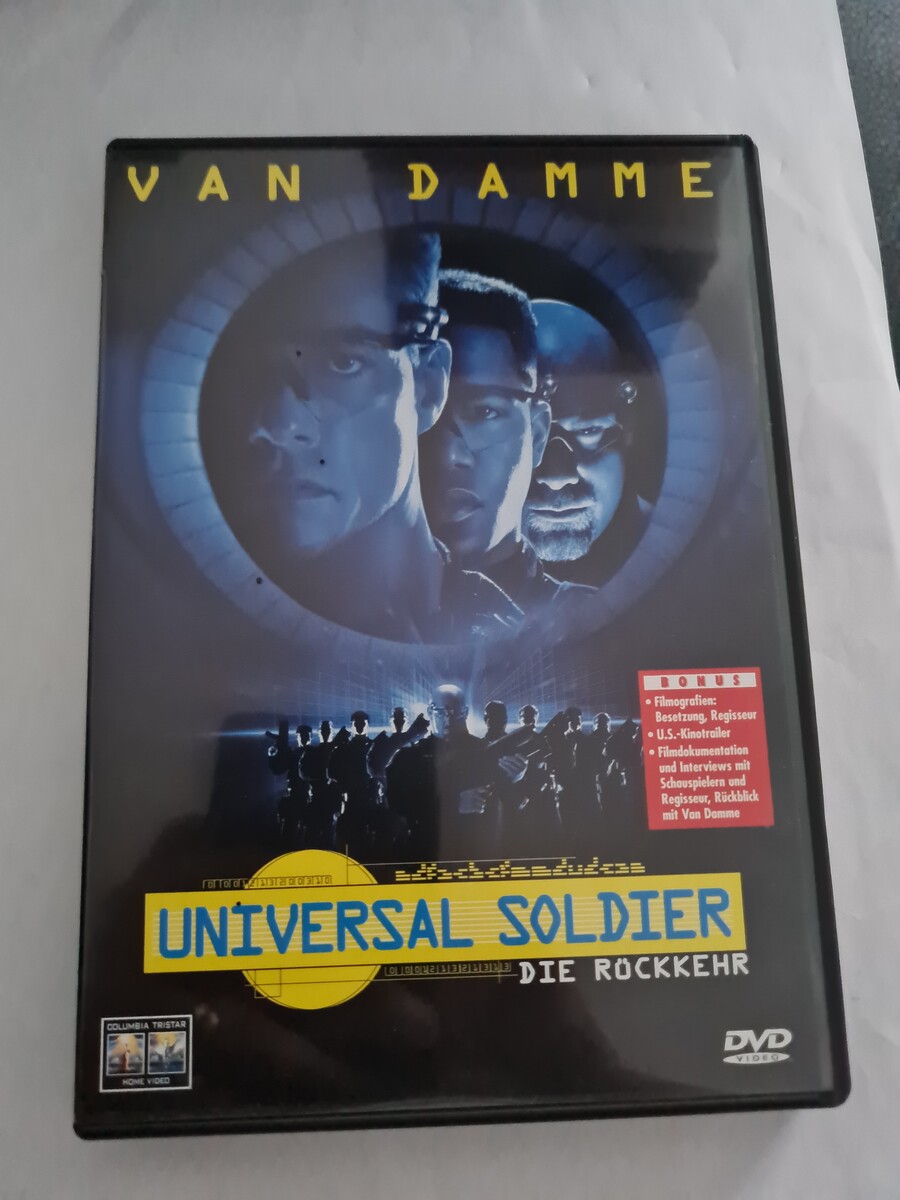 VAN DAMME
BONUS
• Filmografien:
Besetzung, Regisseur
• U.S.-Kinotrailer
• Filmdokumentation
und Interviews mit
Schauspielern und
Regisseur, Rückblick
mit Van Damme
UNIVERSAL SOLDIER
DIE RÜCKKEHR
COLUMBIA TRISTAR
HOME VIDEO
DVD
VIDEO